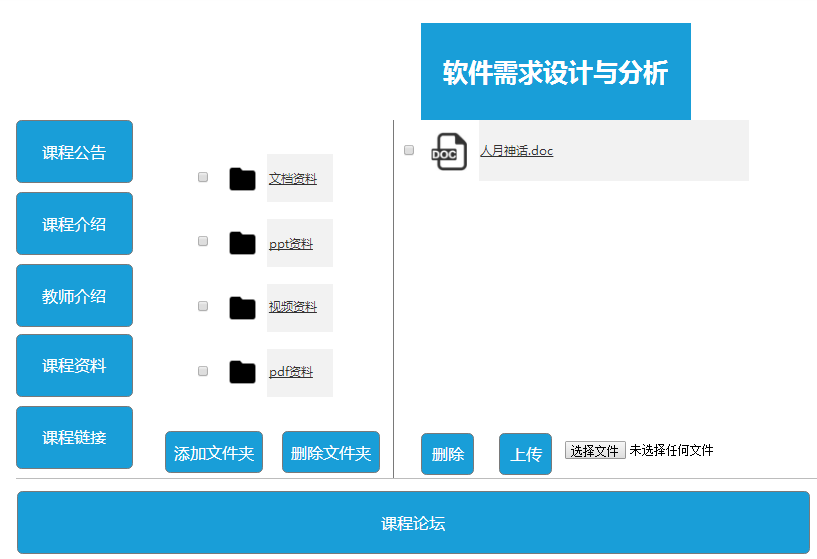 软件需求设计与分析
课程公告
课程介绍
教师介绍
课程资料
课程链接
文档资料
ppt资料
视频资料
pdf资料
添加文件夹 删除文件夹
DOC 人月神话.doc
删除 上传 选择文件 未选择任何文件
课程论坛